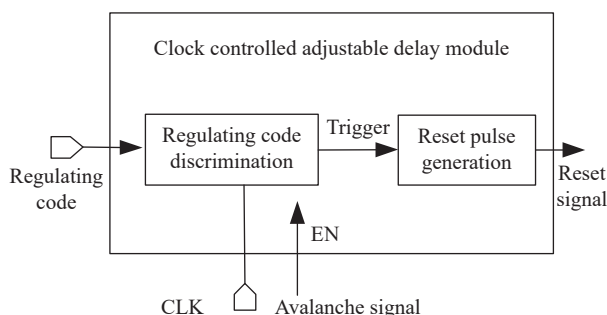 Clock controlled adjustable delay module
Regulating code
discrimination
Trigger
Reset pulse
generation
Regulating
code
Reset
signal
EN
CLK
Avalanche signal